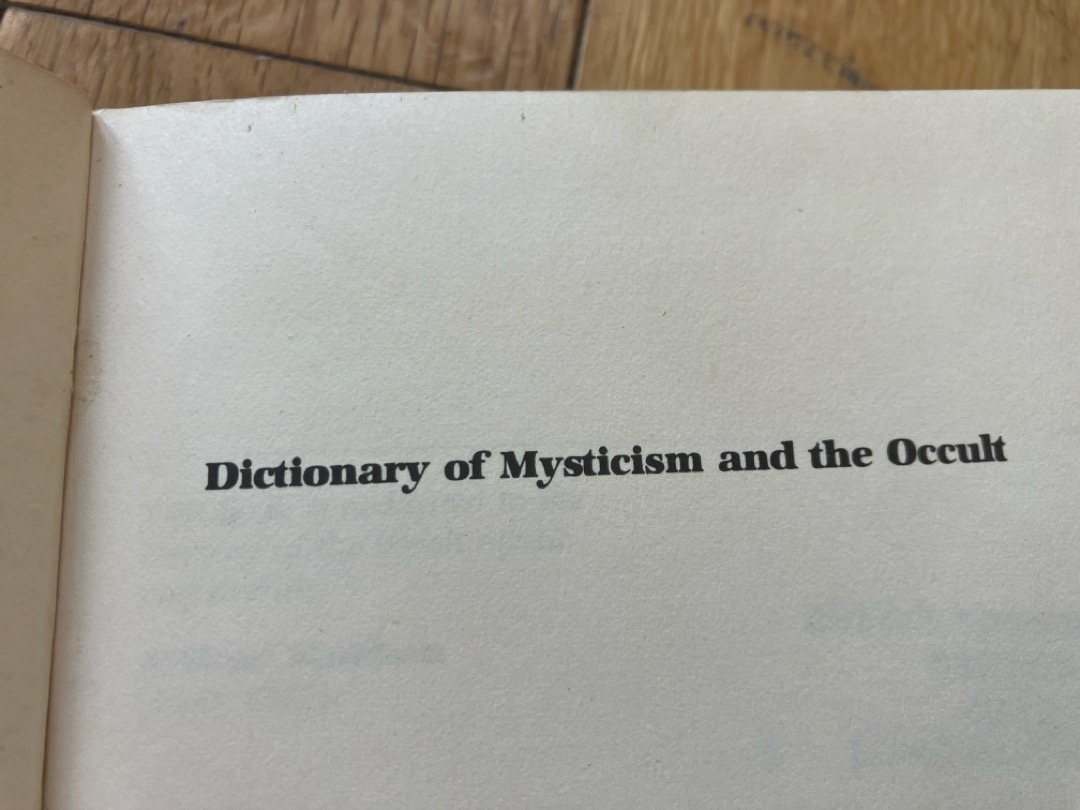 Dictionary of Mysticism and the Occult